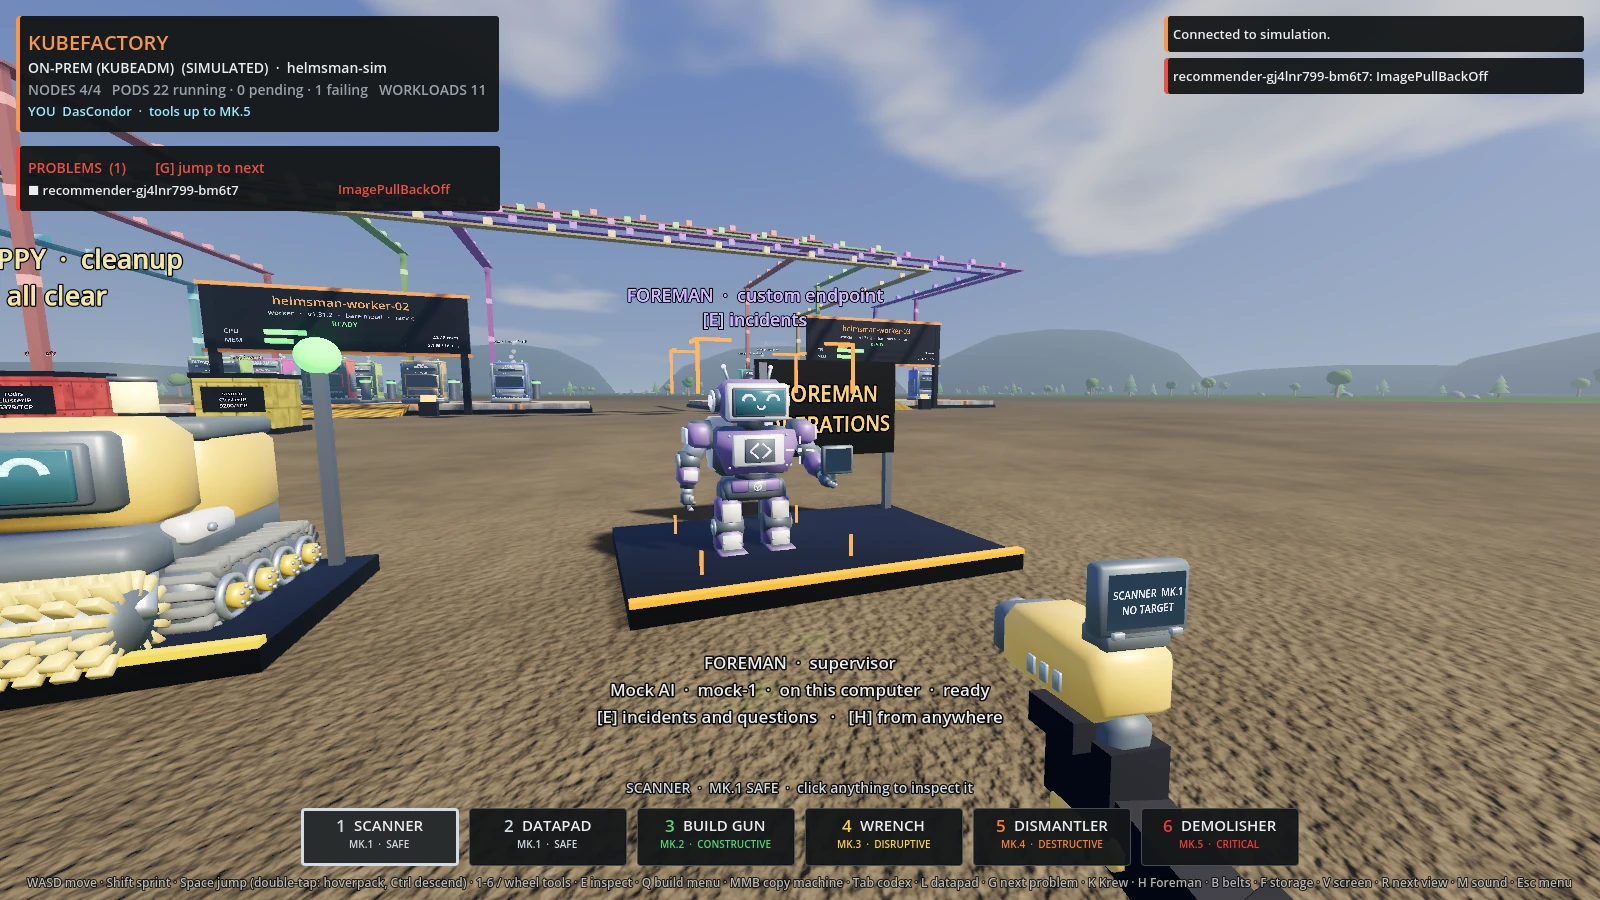 KUBEFACTORY
ON-PREM (KUBEADM) (SIMULATED) · helmsman-sim
NODES 4/4 PODS 22 running · 0 pending · 1 failing WORKLOADS 11
YOU DasCondor · tools up to MK.5
PROBLEMS (1) [G] jump to next
recommender-gj4lnr799-bm6t7 ImagePullBackOff
Connected to simulation.
recommender-gj4lnr799-bm6t7: ImagePullBackOff
PPY · cleanup
all clear
helmsman-worker-02
READY
CPU
MEM
FOREMAN · custom endpoint
[E] incidents
helmsman-worker-03
OREMAN
RATIONS
SCANNER MK.1
NO TARGET
FOREMAN · supervisor
Mock AI · mock-1 · on this computer · ready
[E] incidents and questions · [H] from anywhere
SCANNER · MK.1 SAFE · click anything to inspect it
1 SCANNER
MK.1 · SAFE
2 DATAPAD
MK.1 · SAFE
3 BUILD GUN
MK.2 · CONSTRUCTIVE
4 WRENCH
MK.3 · DISRUPTIVE
5 DISMANTLER
MK.4 · DESTRUCTIVE
6 DEMOLISHER
MK.5 · CRITICAL
WASD move · Shift sprint · Space jump (double-tap: hoverpack, Ctrl descend) · 1-6 / wheel tools · E inspect · Q build menu · MMB copy machine · Tab codex · L datapad · G next problem · K Krew · H Foreman · B belts · F storage · V screen · R next view · M sound · Esc menu